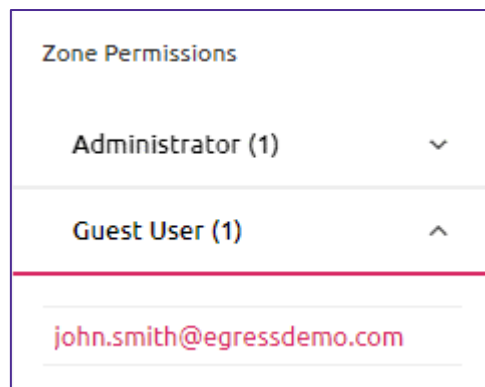 Zone Permissions
Administrator (1)
Guest User (1)
john.smith@egressdemo.com